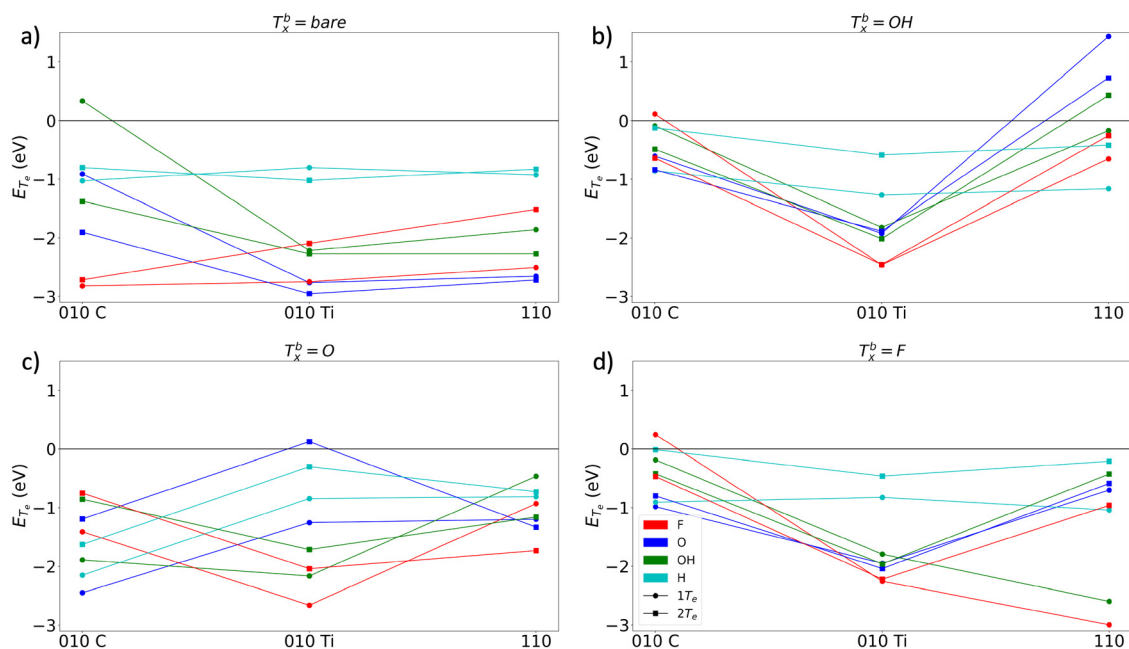 a)
T_x^b = bare
1
0
−1
−2
−3
E_{T_e} (eV)
010 C
010 Ti
110
b)
T_x^b = OH
1
0
−1
−2
−3
E_{T_e} (eV)
010 C
010 Ti
110
c)
T_x^b = O
1
0
−1
−2
−3
E_{T_e} (eV)
010 C
010 Ti
110
d)
T_x^b = F
1
0
−1
−2
−3
E_{T_e} (eV)
F
O
OH
H
1T_e
2T_e
010 C
010 Ti
110